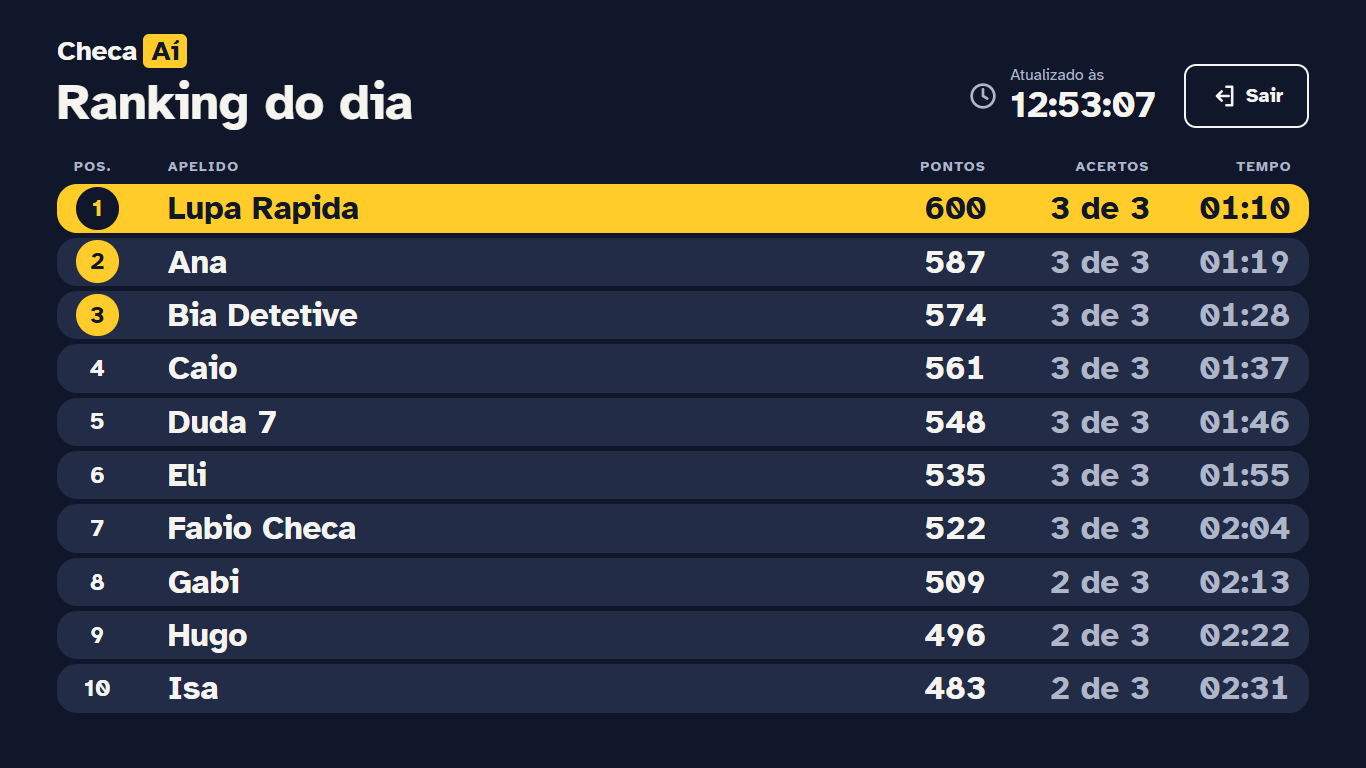 Checa Aí
Ranking do dia
Atualizado às
12:53:07
Sair
POS. APELIDO PONTOS ACERTOS TEMPO
1 Lupa Rapida 600 3 de 3 01:10
2 Ana 587 3 de 3 01:19
3 Bia Detetive 574 3 de 3 01:28
4 Caio 561 3 de 3 01:37
5 Duda 7 548 3 de 3 01:46
6 Eli 535 3 de 3 01:55
7 Fabio Checa 522 3 de 3 02:04
8 Gabi 509 2 de 3 02:13
9 Hugo 496 2 de 3 02:22
10 Isa 483 2 de 3 02:31